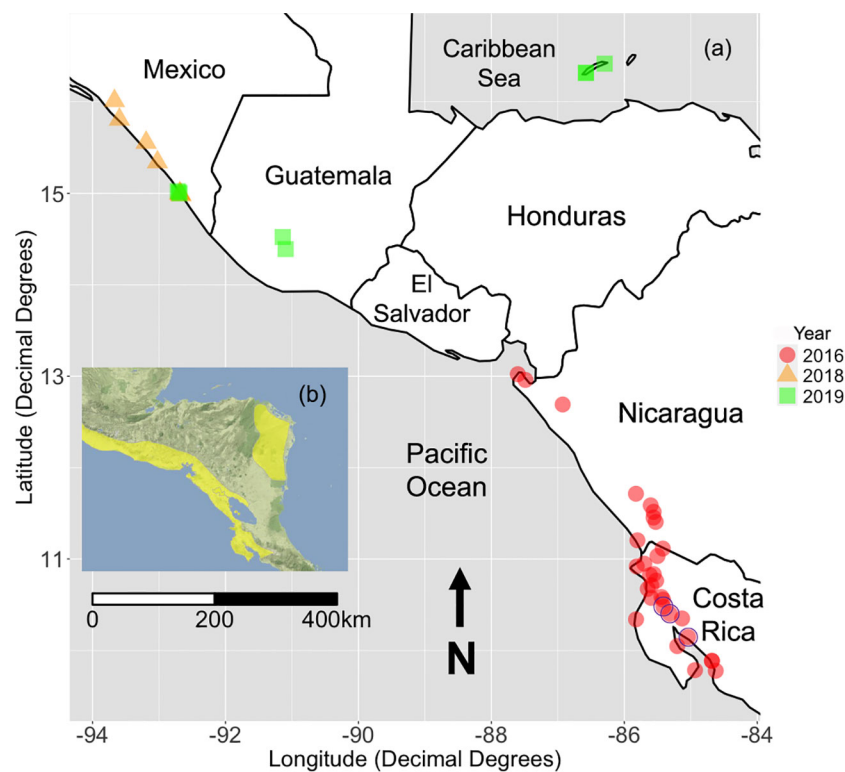 Caribbean
Sea
(a)
Mexico
Guatemala
Honduras
El
Salvador
Nicaragua
Pacific
Ocean
Costa
Rica
(b)
0
200
400km
N
15
13
11
-94
-92
-90
-88
-86
-84
Latitude (Decimal Degrees)
Longitude (Decimal Degrees)
Year
2016
2018
2019